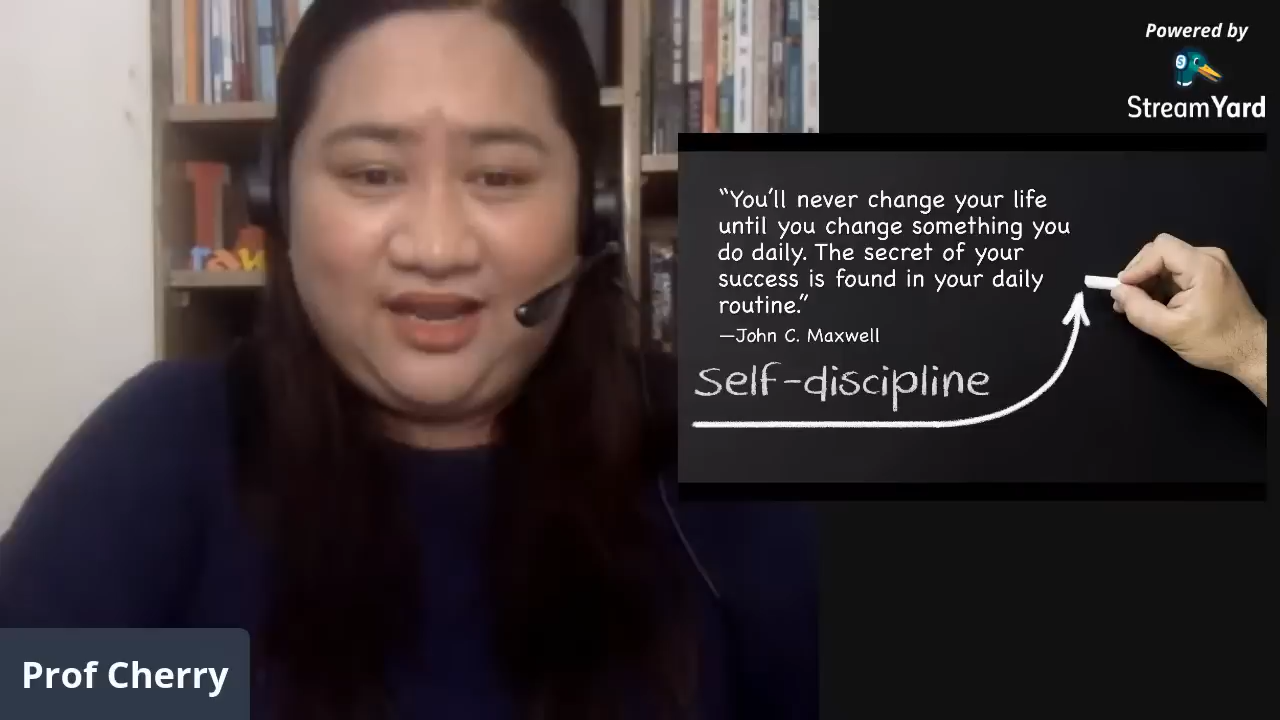 Powered by
StreamYard
“You’ll never change your life
until you change something you
do daily. The secret of your
success is found in your daily
routine.”
—John C. Maxwell
Self-discipline
Prof Cherry